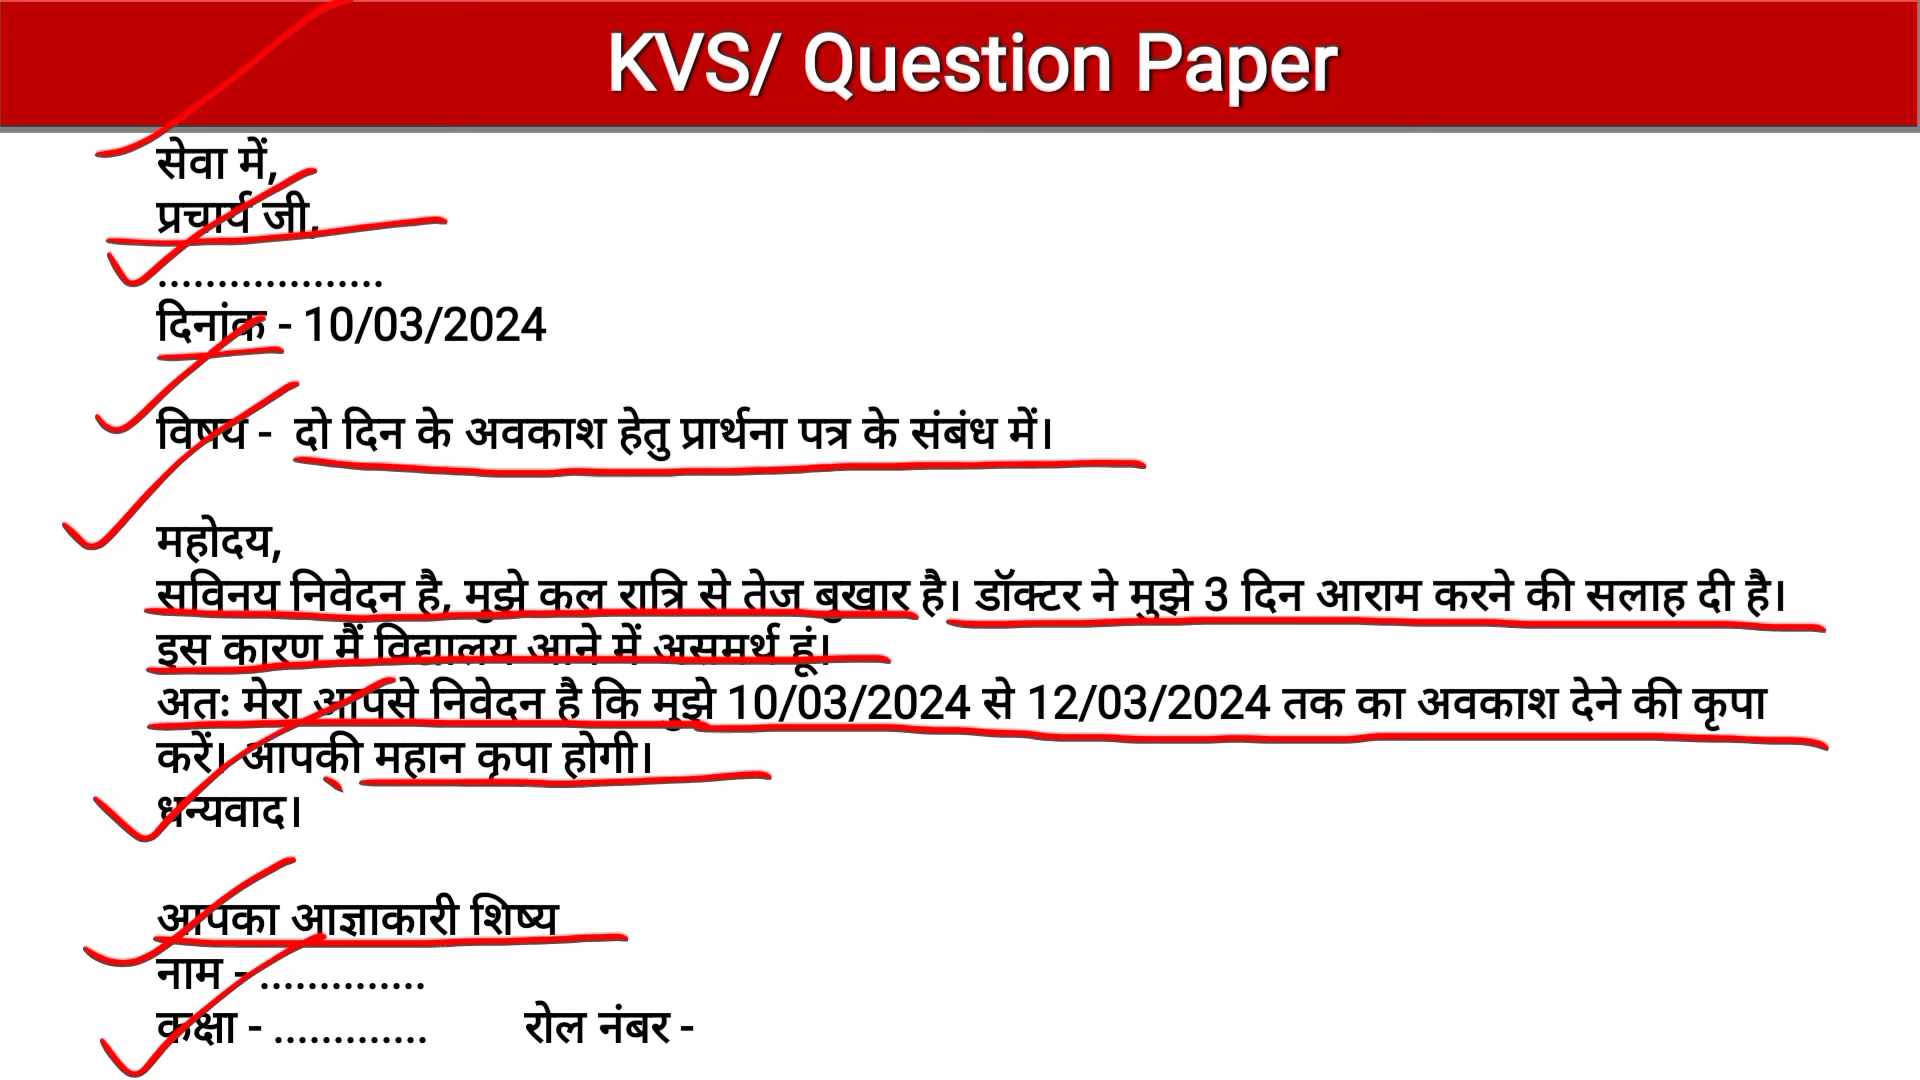 KVS/ Question Paper
सेवा में,
प्रचार्य जी,
...................
दिनांक - 10/03/2024
विषय - दो दिन के अवकाश हेतु प्रार्थना पत्र के संबंध में।
महोदय,
सविनय निवेदन है, मुझे कल रात्रि से तेज बुखार है। डॉक्टर ने मुझे 3 दिन आराम करने की सलाह दी है।
इस कारण मैं विद्यालय आने में असमर्थ हूं।
अतः मेरा आपसे निवेदन है कि मुझे 10/03/2024 से 12/03/2024 तक का अवकाश देने की कृपा
करें। आपकी महान कृपा होगी।
धन्यवाद।
आपका आज्ञाकारी शिष्य
नाम - ..............
कक्षा - ............. रोल नंबर -